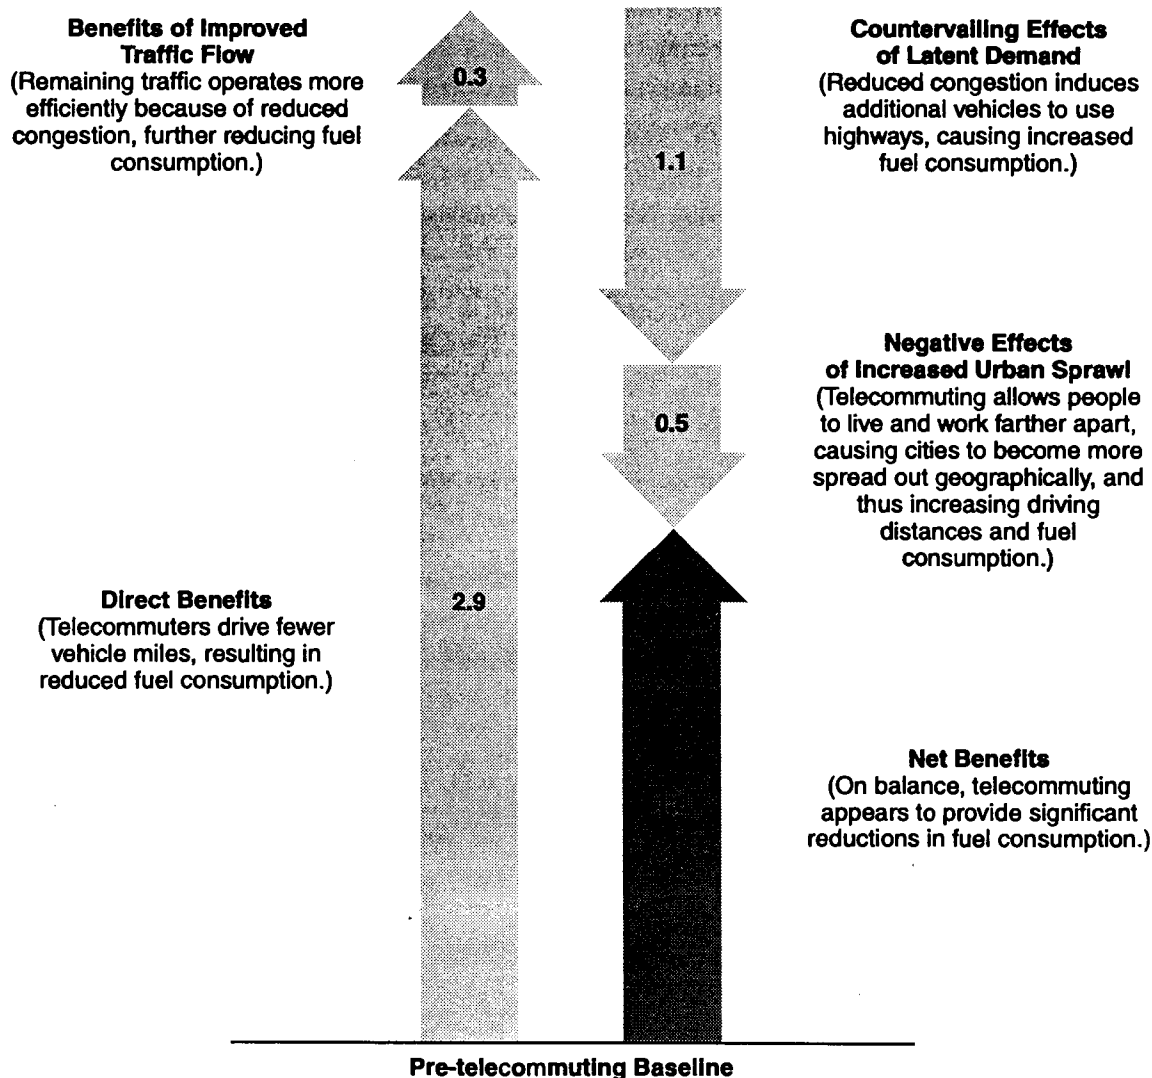 Benefits of Improved
Traffic Flow
(Remaining traffic operates more
efficiently because of reduced
congestion, further reducing fuel
consumption.)
0.3
Countervailing Effects
of Latent Demand
(Reduced congestion induces
additional vehicles to use
highways, causing increased
fuel consumption.)
1.1
Negative Effects
of Increased Urban Sprawl
(Telecommuting allows people
to live and work farther apart,
causing cities to become more
spread out geographically, and
thus increasing driving
distances and fuel
consumption.)
0.5
Direct Benefits
(Telecommuters drive fewer
vehicle miles, resulting in
reduced fuel consumption.)
2.9
Net Benefits
(On balance, telecommuting
appears to provide significant
reductions in fuel consumption.)
Pre-telecommuting Baseline